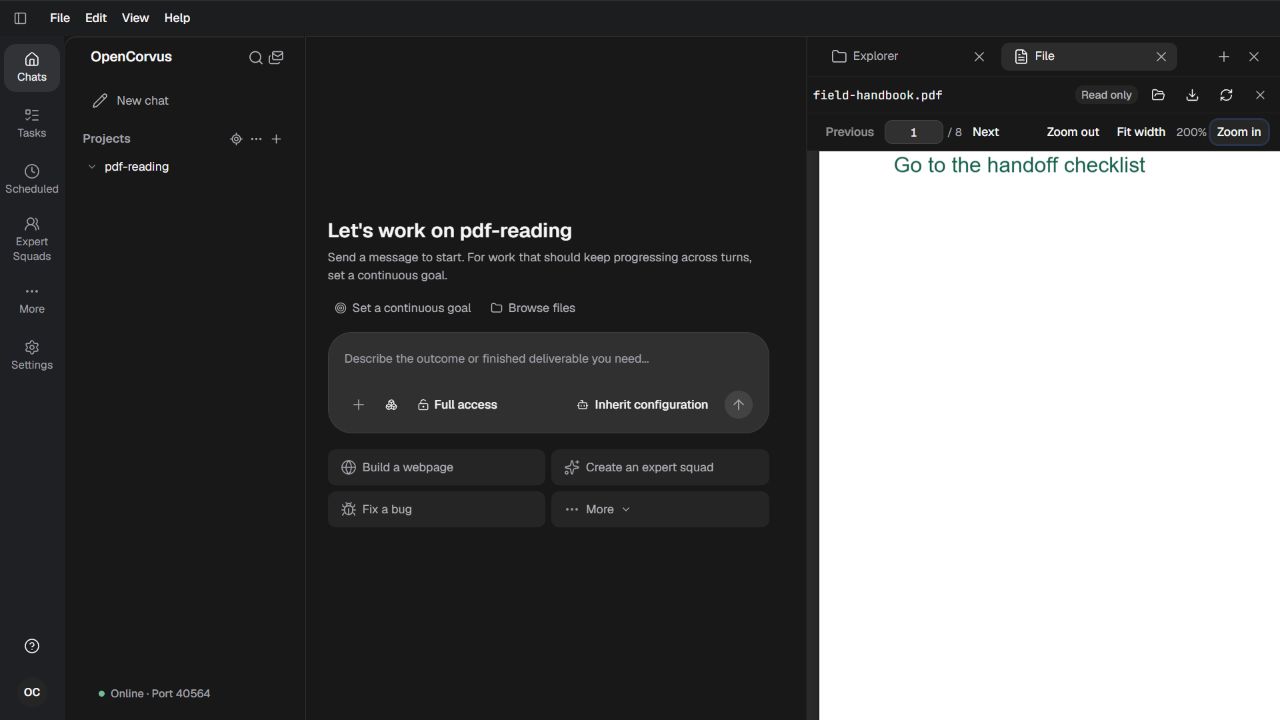 File Edit View Help
Chats
Tasks
Scheduled
Expert
Squads
More
Settings
OC
OpenCorvus
New chat
Projects
pdf-reading
Online · Port 40564
Let's work on pdf-reading
Send a message to start. For work that should keep progressing across turns,
set a continuous goal.
Set a continuous goal Browse files
Describe the outcome or finished deliverable you need...
Full access Inherit configuration
Build a webpage Create an expert squad
Fix a bug More
Explorer File
field-handbook.pdf Read only
Previous 1 / 8 Next Zoom out Fit width 200% Zoom in
Go to the handoff checklist